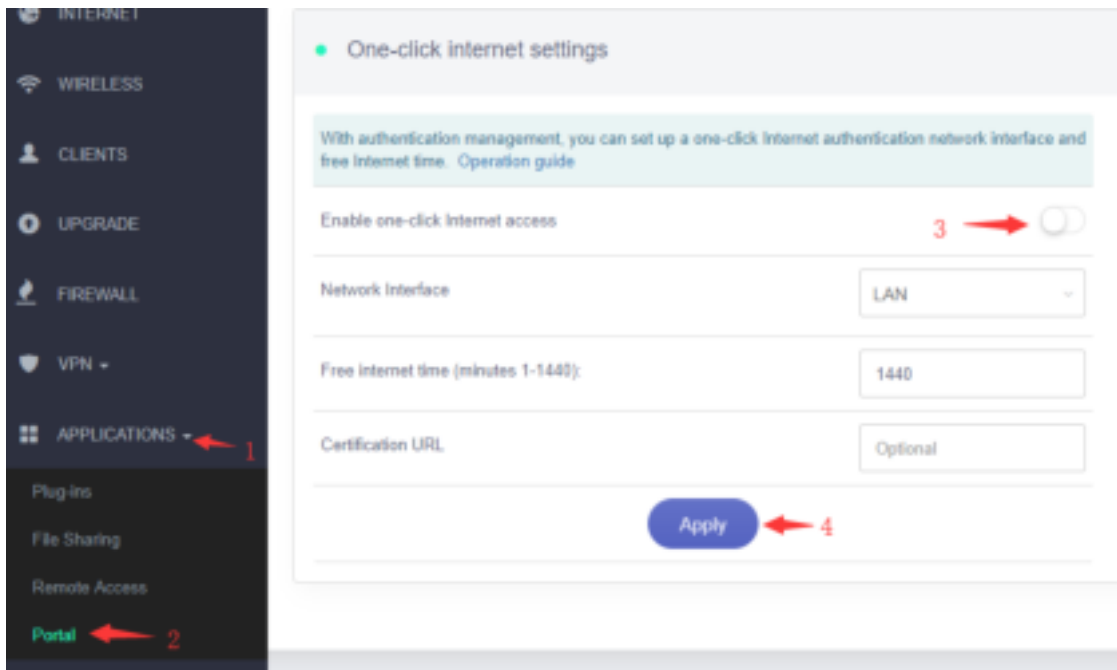 INTERNET
WIRELESS
CLIENTS
UPGRADE
FIREWALL
VPN
APPLICATIONS
1
Plug-ins
File Sharing
Remote Access
Portal
2
One-click internet settings
With authentication management, you can set up a one-click Internet authentication network interface and
free Internet time. Operation guide
Enable one-click Internet access
3
Network Interface
LAN
Free internet time (minutes 1-1440):
1440
Certification URL
Optional
Apply
4